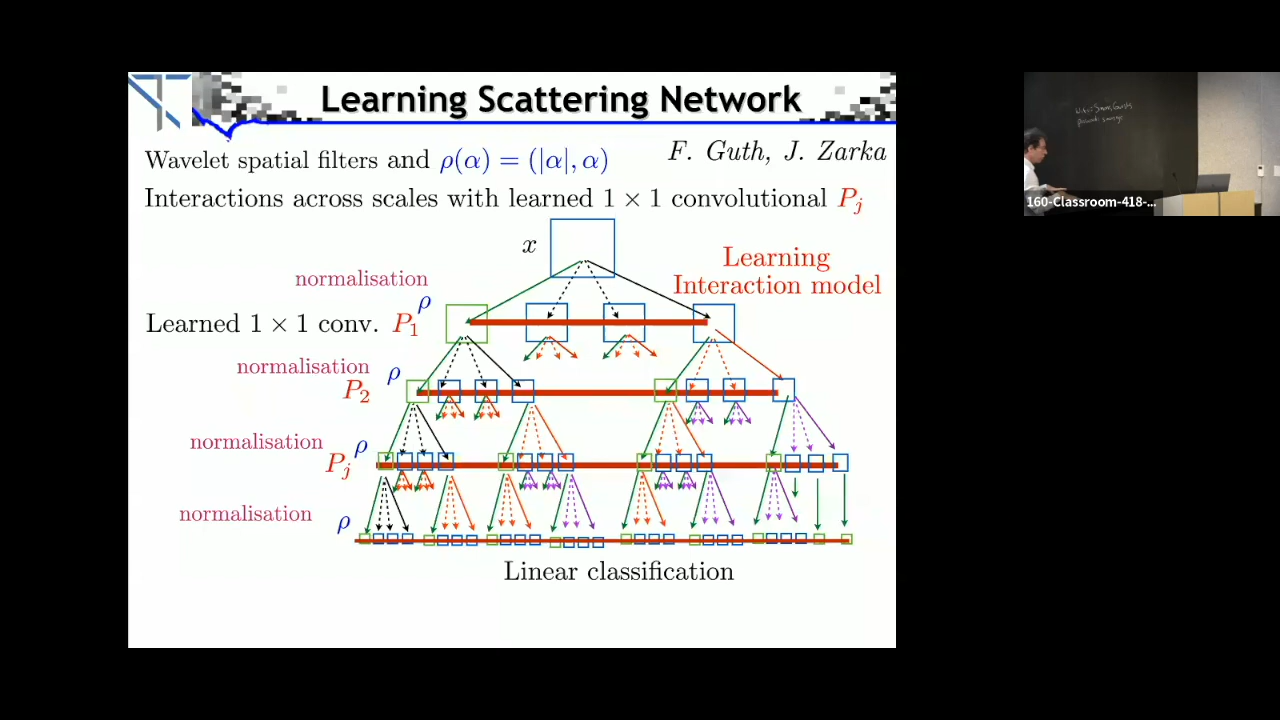 Learning Scattering Network
Wavelet spatial filters and ρ(α) = (|α|, α)
F. Guth, J. Zarka
Interactions across scales with learned 1 × 1 convolutional P_j
x
Learning
Interaction model
normalisation
ρ
Learned 1 × 1 conv. P_1
normalisation
ρ
P_2
normalisation
ρ
P_j
normalisation
ρ
Linear classification
160-Classroom-418-...